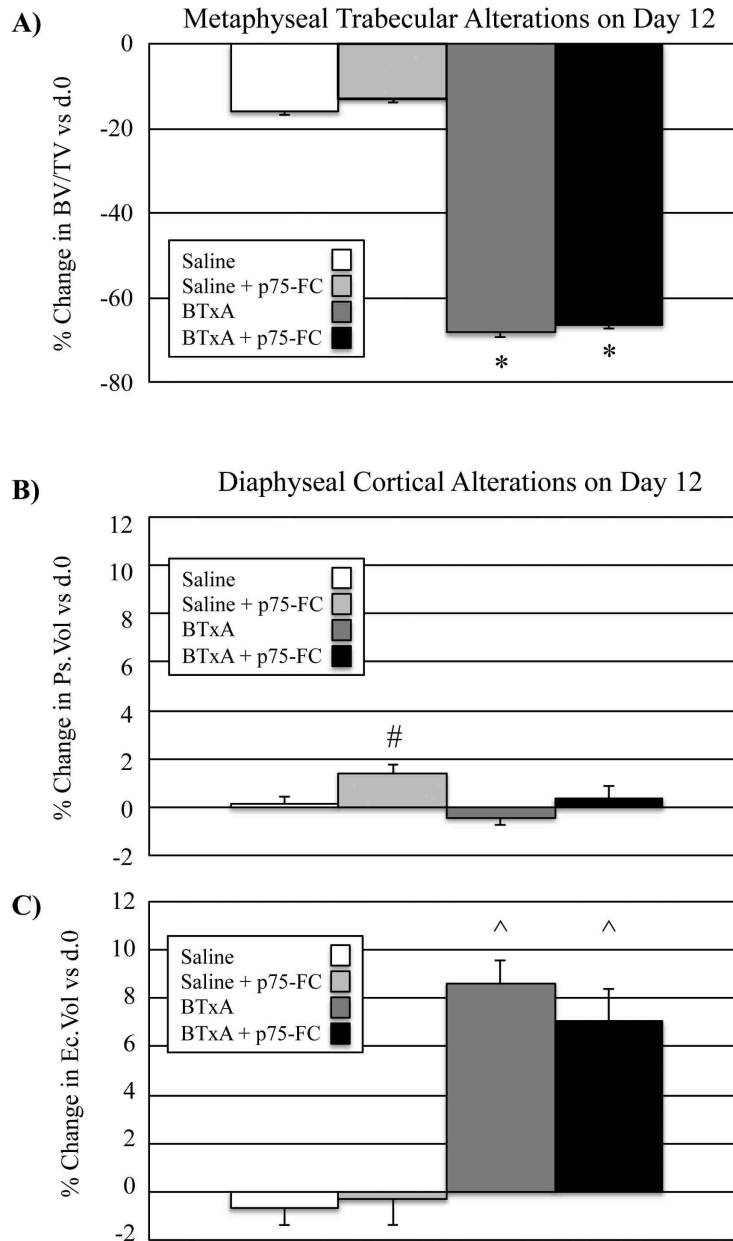 A)
Metaphyseal Trabecular Alterations on Day 12
% Change in BV/TV vs d.0
0
-20
-40
-60
-80
Saline
Saline + p75-FC
BTxA
BTxA + p75-FC
* *
B)
Diaphyseal Cortical Alterations on Day 12
% Change in Ps.Vol vs d.0
12
10
8
6
4
2
0
-2
Saline
Saline + p75-FC
BTxA
BTxA + p75-FC
#
C)
% Change in Ec.Vol vs d.0
12
10
8
6
4
2
0
-2
Saline
Saline + p75-FC
BTxA
BTxA + p75-FC
^ ^